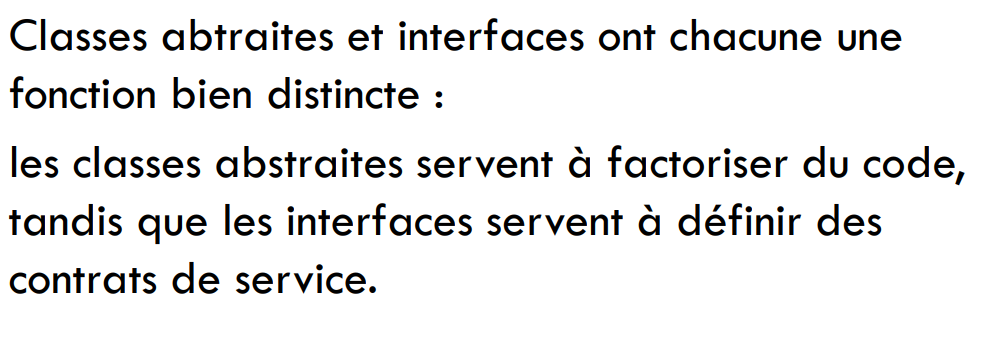 Classes abtraites et interfaces ont chacune une
fonction bien distincte :
les classes abstraites servent à factoriser du code,
tandis que les interfaces servent à définir des
contrats de service.